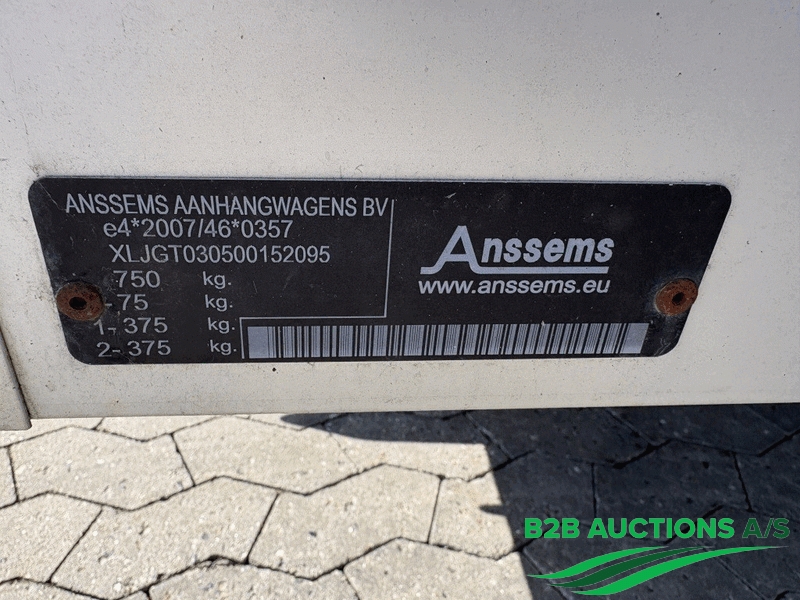 ANSSEMS AANHANGWAGENS BV
e4*2007/46*0357
XLJGT030500152095
750 kg.
- 75 kg.
1- 375 kg.
2- 375 kg.
Anssems
www.anssems.eu
B2B AUCTIONS A/S